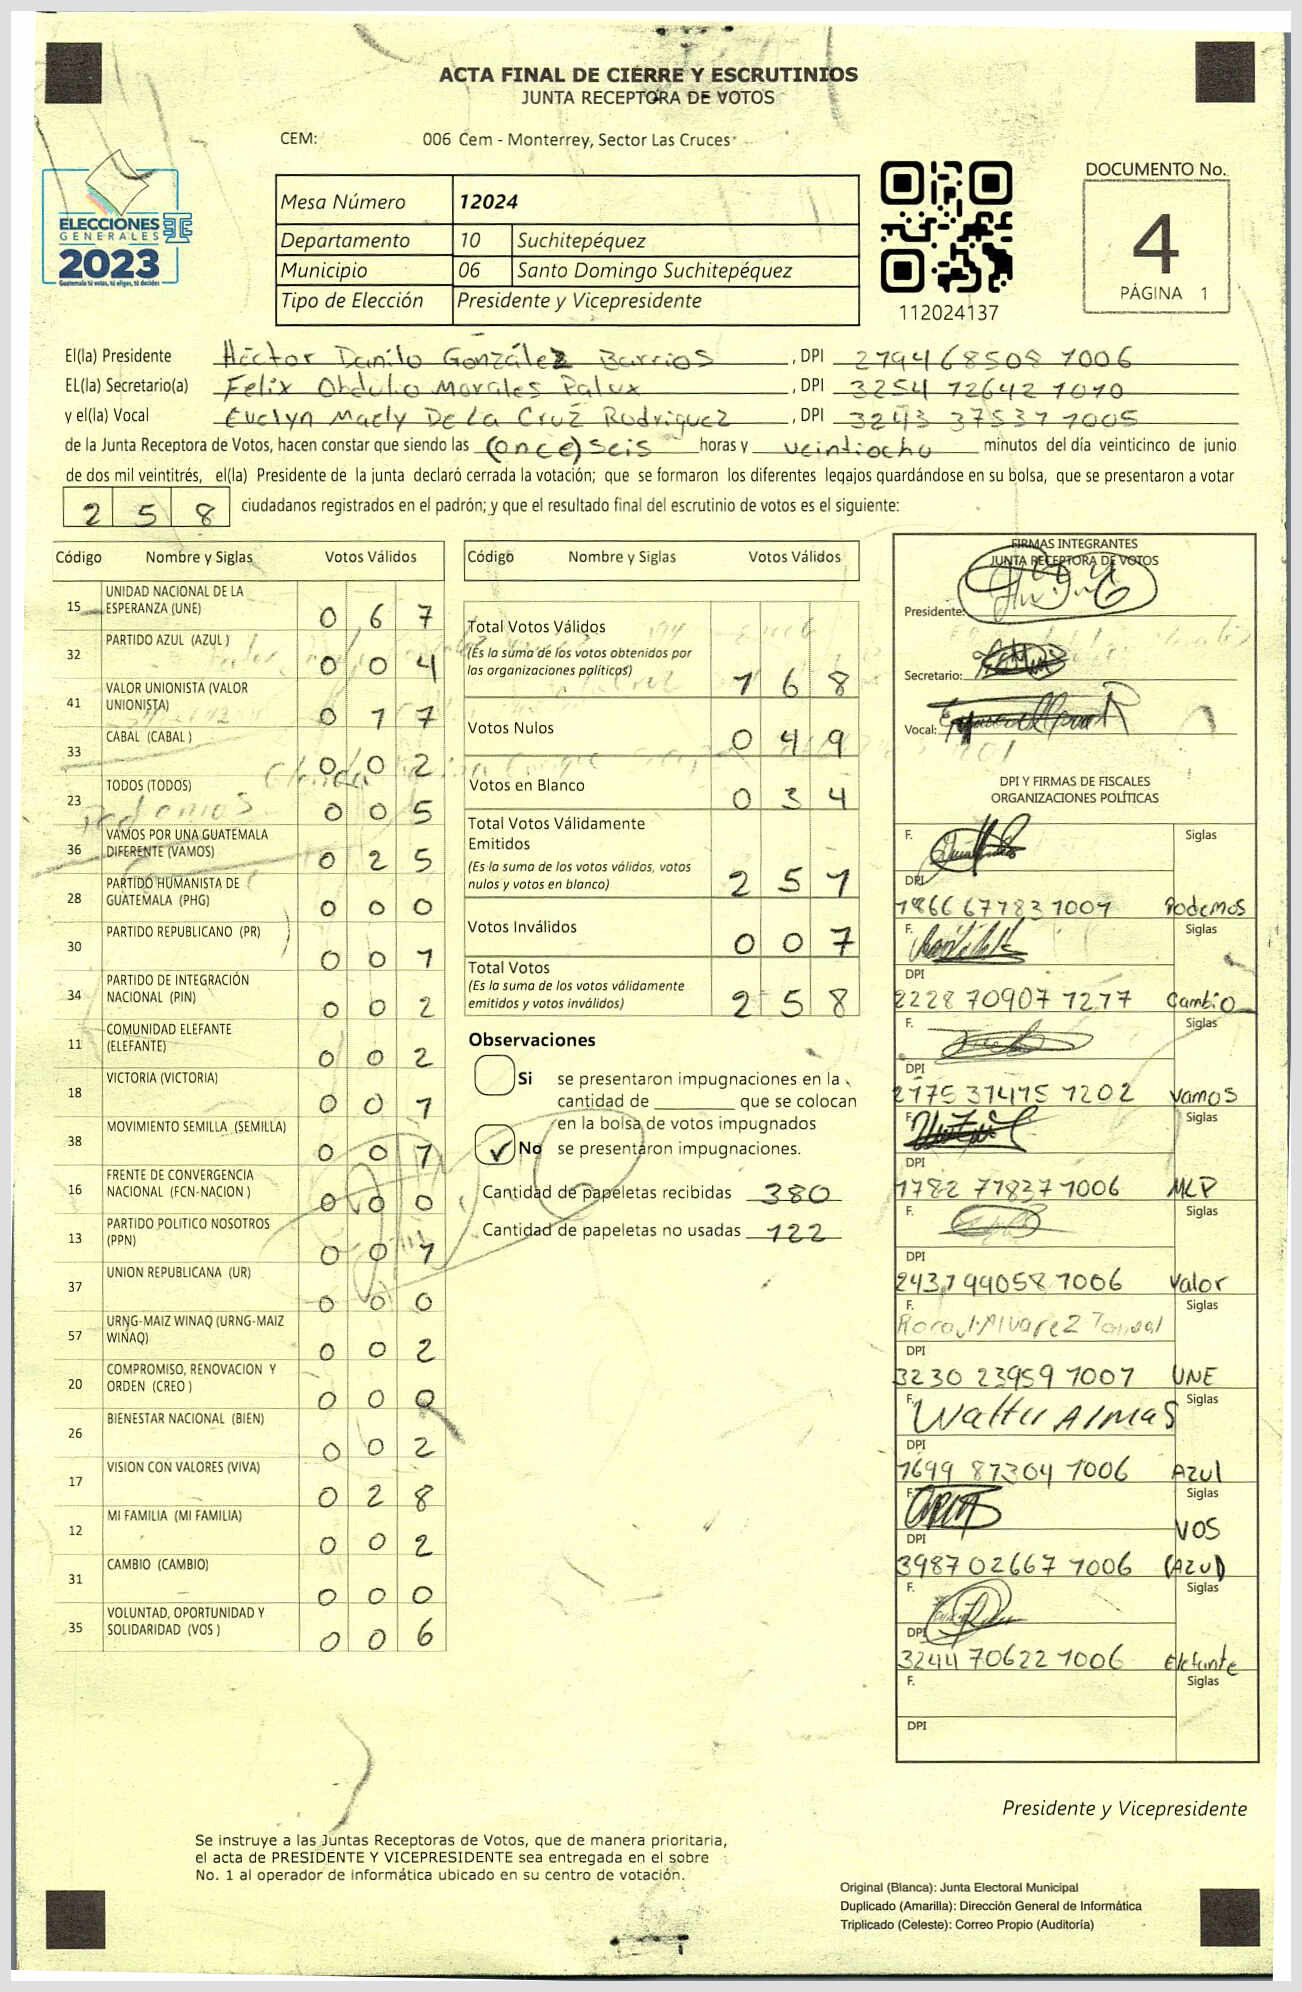 ACTA FINAL DE CIERRE Y ESCRUTINIOS
JUNTA RECEPTORA DE VOTOS
CEM: 006 Cem - Monterrey, Sector Las Cruces
ELECCIONES
GENERALES
2023
Guatemala tú votas, tú eliges, tú decides
Mesa Número 12024
Departamento 10 Suchitepéquez
Municipio 06 Santo Domingo Suchitepéquez
Tipo de Elección Presidente y Vicepresidente
112024137
DOCUMENTO No.
4
PÁGINA 1
El(la) Presidente Héctor Danilo González Barrios , DPI 279468508 1006
EL(la) Secretario(a) Felix Obdulio Morales Palux , DPI 3254 12642 1010
y el(la) Vocal Evelyn Maely De La Cruz Rodriguez , DPI 3243 37537 1005
de la Junta Receptora de Votos, hacen constar que siendo las (once) seis horas y veintiocho minutos del día veinticinco de junio
de dos mil veintitrés, el(la) Presidente de la junta declaró cerrada la votación; que se formaron los diferentes legajos guardándose en su bolsa, que se presentaron a votar
2 5 8 ciudadanos registrados en el padrón; y que el resultado final del escrutinio de votos es el siguiente:
Código Nombre y Siglas Votos Válidos
15 UNIDAD NACIONAL DE LA ESPERANZA (UNE) 0 6 7
32 PARTIDO AZUL (AZUL ) 0 0 4
41 VALOR UNIONISTA (VALOR UNIONISTA) 0 1 7
33 CABAL (CABAL ) 0 0 2
23 TODOS (TODOS) 0 0 5
36 VAMOS POR UNA GUATEMALA DIFERENTE (VAMOS) 0 2 5
28 PARTIDO HUMANISTA DE GUATEMALA (PHG) 0 0 0
30 PARTIDO REPUBLICANO (PR) 0 0 1
34 PARTIDO DE INTEGRACIÓN NACIONAL (PIN) 0 0 2
11 COMUNIDAD ELEFANTE (ELEFANTE) 0 0 2
18 VICTORIA (VICTORIA) 0 0 1
38 MOVIMIENTO SEMILLA (SEMILLA) 0 0 1
16 FRENTE DE CONVERGENCIA NACIONAL (FCN-NACION ) 0 0 0
13 PARTIDO POLITICO NOSOTROS (PPN) 0 0 1
37 UNION REPUBLICANA (UR) 0 0 0
57 URNG-MAIZ WINAQ (URNG-MAIZ WINAQ) 0 0 2
20 COMPROMISO, RENOVACION Y ORDEN (CREO ) 0 0 0
26 BIENESTAR NACIONAL (BIEN) 0 0 2
17 VISION CON VALORES (VIVA) 0 2 8
12 MI FAMILIA (MI FAMILIA) 0 0 2
31 CAMBIO (CAMBIO) 0 0 0
35 VOLUNTAD, OPORTUNIDAD Y SOLIDARIDAD (VOS ) 0 0 6
Código Nombre y Siglas Votos Válidos
Total Votos Válidos 1 6 8
(Es la suma de los votos obtenidos por
las organizaciones políticas)
Votos Nulos 0 4 9
Votos en Blanco 0 3 4
Total Votos Válidamente
Emitidos
(Es la suma de los votos válidos, votos
nulos y votos en blanco) 2 5 1
Votos Inválidos 0 0 7
Total Votos
(Es la suma de los votos válidamente
emitidos y votos inválidos) 2 5 8
Observaciones
Si se presentaron impugnaciones en la
cantidad de ________ que se colocan
en la bolsa de votos impugnados
✓ No se presentaron impugnaciones.
Cantidad de papeletas recibidas 380
Cantidad de papeletas no usadas 122
FIRMAS INTEGRANTES
JUNTA RECEPTORA DE VOTOS
Presidente:
Secretario:
Vocal:
DPI Y FIRMAS DE FISCALES
ORGANIZACIONES POLÍTICAS
F. Siglas
DPI
1866 67783 1001 Podemos
F. Siglas
DPI
2228 70907 1217 Cambio
F. Siglas
DPI
2175 31475 1202 Vamos
F. Siglas
DPI
1782 77837 1006 MLP
F. Siglas
DPI
2437 99058 1006 Valor
F. Siglas
DPI
3230 23959 1007 UNE
F. Walter Almas Siglas
DPI
1699 87304 1006 Azul
F. Siglas
DPI VOS
3987 02667 1006 (Azul)
F. Siglas
DPI
3244 70622 1006 Elefante
F. Siglas
DPI
Presidente y Vicepresidente
Se instruye a las Juntas Receptoras de Votos, que de manera prioritaria,
el acta de PRESIDENTE Y VICEPRESIDENTE sea entregada en el sobre
No. 1 al operador de informática ubicado en su centro de votación.
Original (Blanca): Junta Electoral Municipal
Duplicado (Amarilla): Dirección General de Informática
Triplicado (Celeste): Correo Propio (Auditoría)